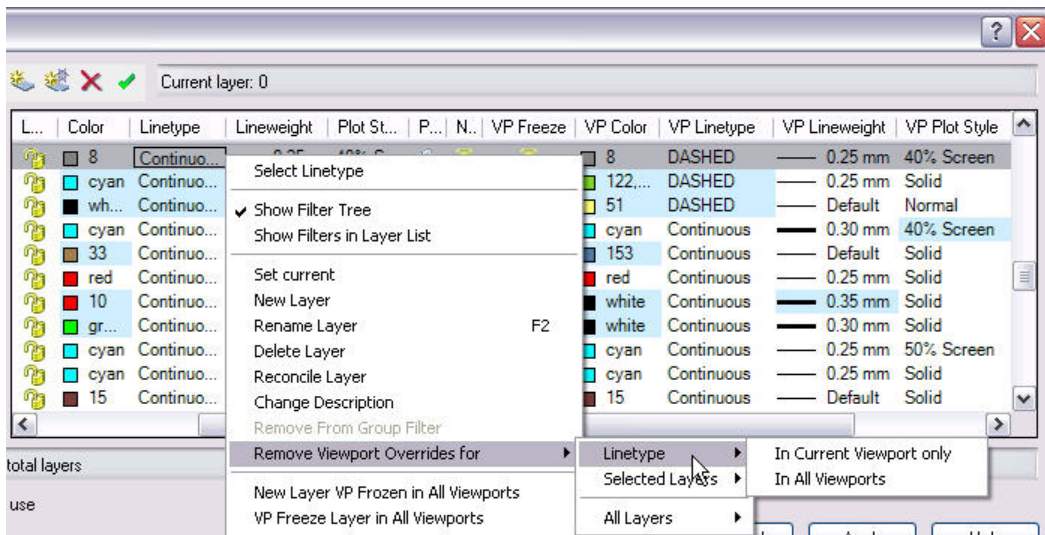 ?
Current layer: 0
L... Color Linetype Lineweight Plot St... P... N.. VP Freeze VP Color VP Linetype VP Lineweight VP Plot Style
8 Continuo... 8 DASHED 0.25 mm 40% Screen
cyan Continuo... 122,... DASHED 0.25 mm Solid
wh... Continuo... 51 DASHED Default Normal
cyan Continuo... cyan Continuous 0.30 mm 40% Screen
33 Continuo... 153 Continuous Default Solid
red Continuo... red Continuous 0.25 mm Solid
10 Continuo... white Continuous 0.35 mm Solid
gr... Continuo... white Continuous 0.30 mm Solid
cyan Continuo... cyan Continuous 0.25 mm 50% Screen
cyan Continuo... cyan Continuous 0.25 mm Solid
15 Continuo... 15 Continuous Default Solid
Select Linetype
Show Filter Tree
Show Filters in Layer List
Set current
New Layer
Rename Layer F2
Delete Layer
Reconcile Layer
Change Description
Remove From Group Filter
Remove Viewport Overrides for
New Layer VP Frozen in All Viewports
VP Freeze Layer in All Viewports
Linetype
Selected Layers
All Layers
In Current Viewport only
In All Viewports
total layers
use